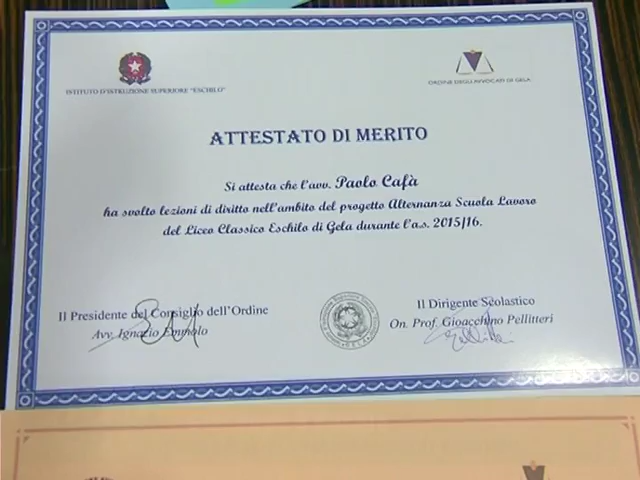 ISTITUTO D'ISTRUZIONE SUPERIORE "ESCHILO"
ORDINE DEGLI AVVOCATI DI GELA
ATTESTATO DI MERITO
Si attesta che l'avv. Paolo Cafà
ha svolto lezioni di diritto nell'ambito del progetto Alternanza Scuola Lavoro
del Liceo Classico Eschilo di Gela durante l'a.s. 2015/16.
Il Presidente del Consiglio dell'Ordine
Avv. Ignazio Emmolo
Il Dirigente Scolastico
On. Prof. Gioacchino Pellitteri